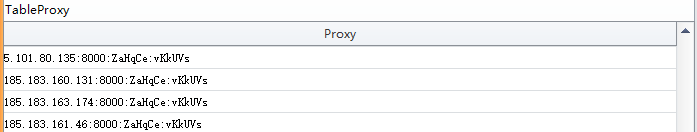 TableProxy
Proxy
5.101.80.135:8000:ZaHqCe:vKkUVs
185.183.160.131:8000:ZaHqCe:vKkUVs
185.183.163.174:8000:ZaHqCe:vKkUVs
185.183.161.46:8000:ZaHqCe:vKkUVs